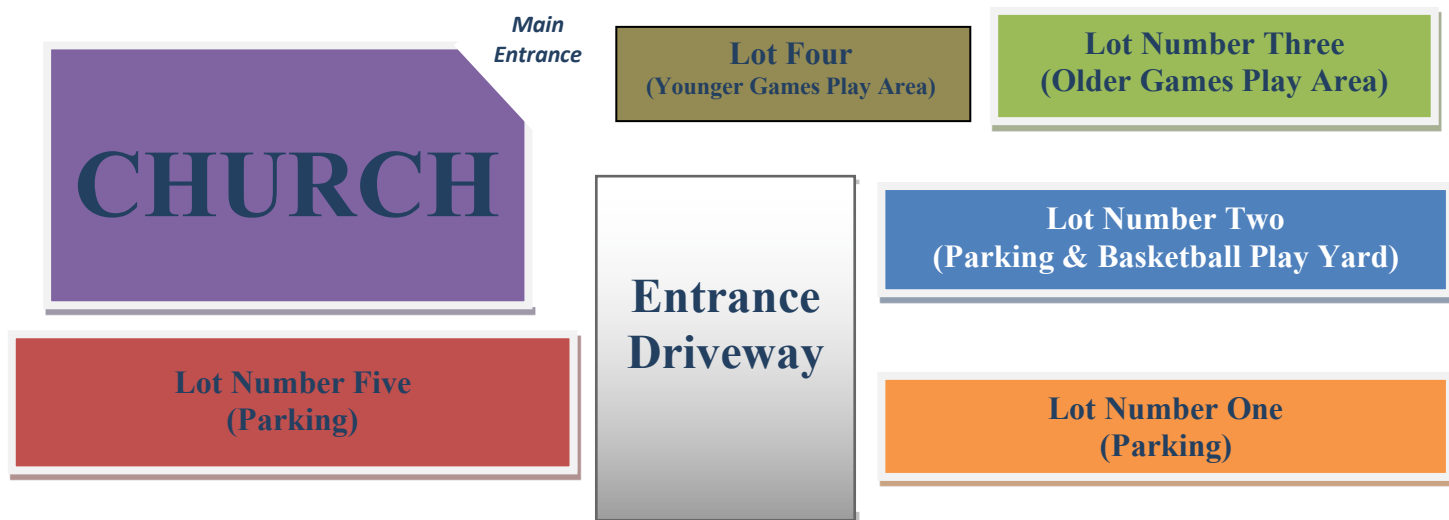 Main
Entrance
Lot Four
(Younger Games Play Area)
Lot Number Three
(Older Games Play Area)
CHURCH
Lot Number Two
(Parking & Basketball Play Yard)
Entrance
Driveway
Lot Number Five
(Parking)
Lot Number One
(Parking)